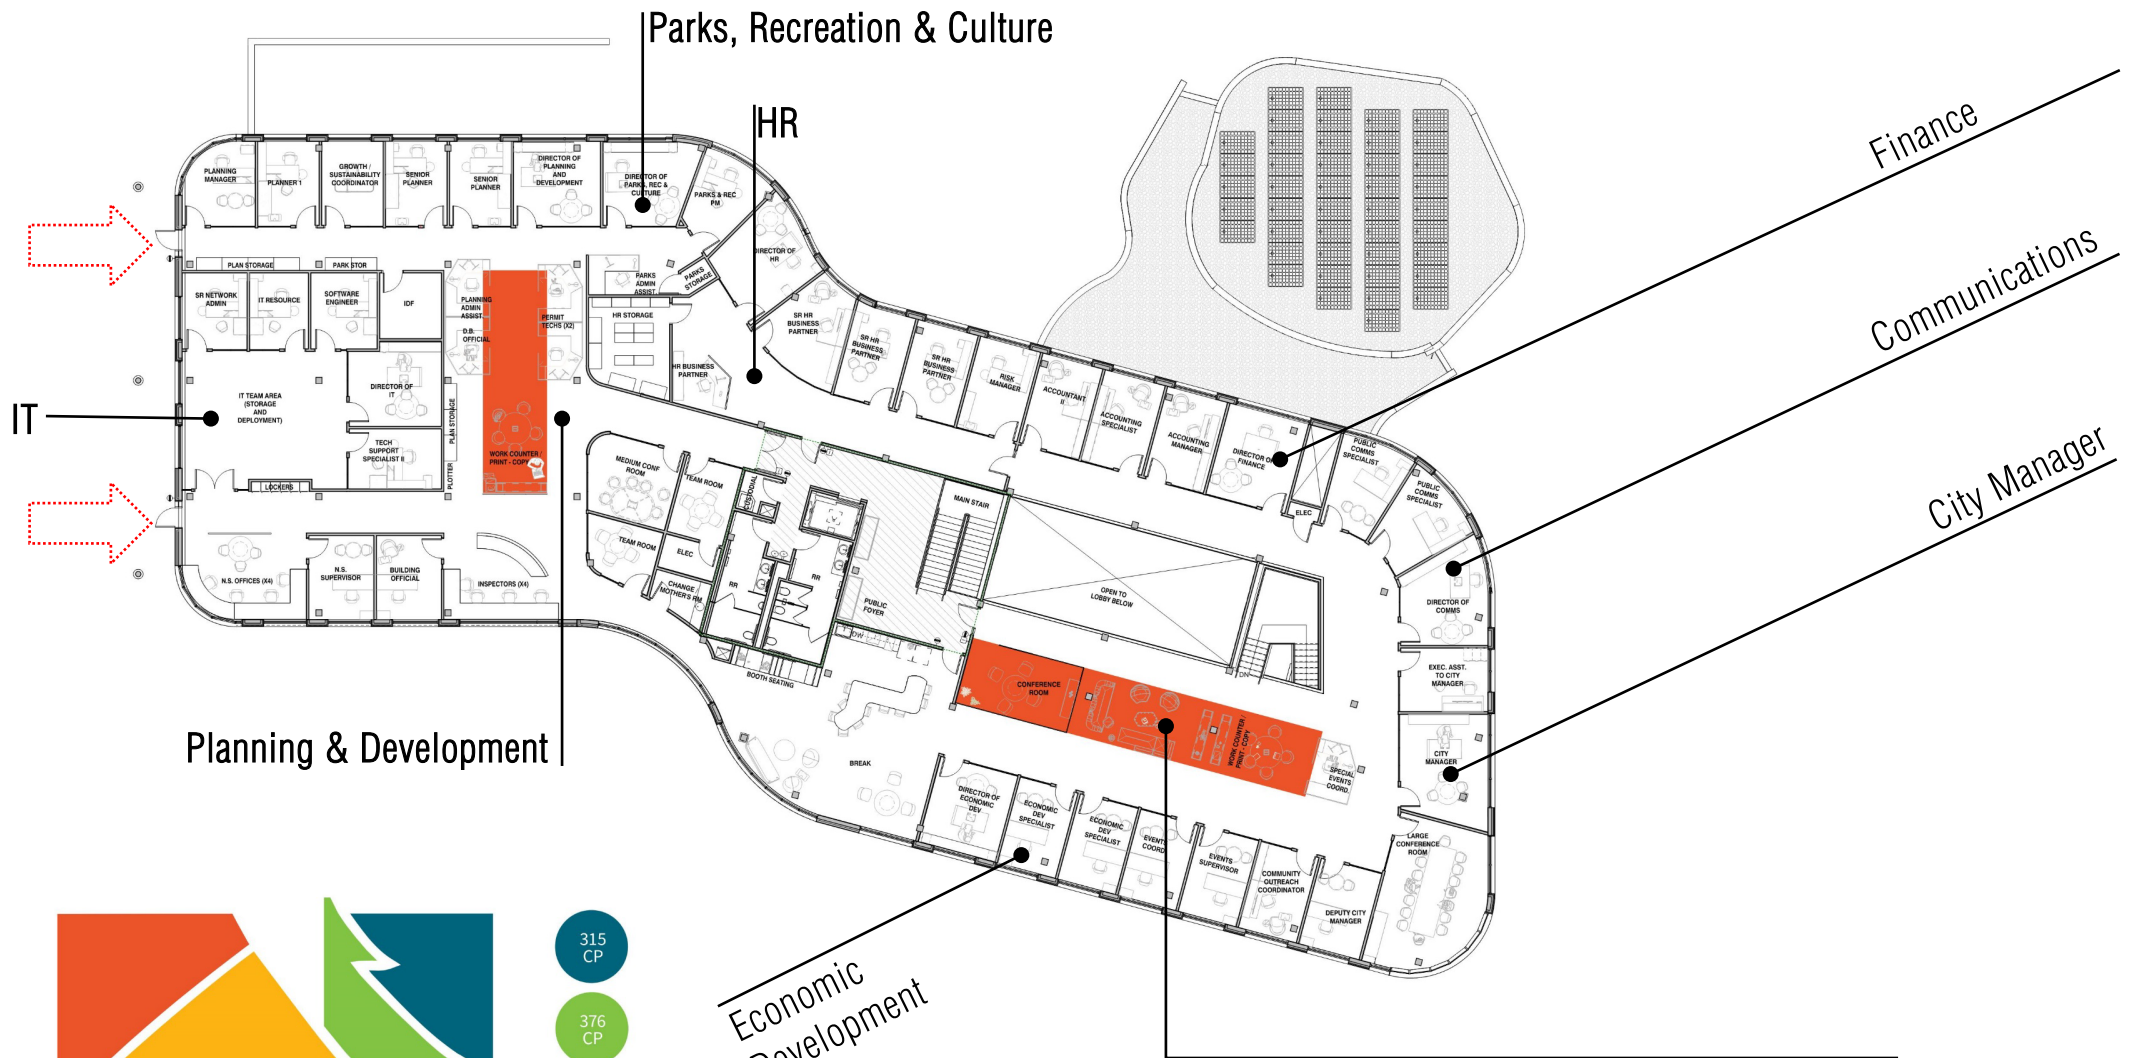 Parks, Recreation & Culture
HR
Finance
Communications
City Manager
IT
Planning & Development
Economic
Development
PLANNING
MANAGER
PLANNER 1
GROWTH /
SUSTAINABILITY
COORDINATOR
SENIOR
PLANNER
SENIOR
PLANNER
DIRECTOR OF
PLANNING
AND
DEVELOPMENT
DIRECTOR OF
PARKS, REC &
CULTURE
PARKS & REC
PM
DIRECTOR OF
HR
PLAN STORAGE
PARK STOR
PARKS
ADMIN
ASSIST.
PARKS
STORAGE
SR NETWORK
ADMIN
IT RESOURCE
SOFTWARE
ENGINEER
IDF
PLANNING
ADMIN
ASSIST.
D.B.
OFFICIAL
PERMIT
TECHS (X2)
HR STORAGE
SR HR
BUSINESS
PARTNER
SR HR
BUSINESS
PARTNER
SR HR
BUSINESS
PARTNER
RISK
MANAGER
ACCOUNTANT
II
ACCOUNTING
SPECIALIST
ACCOUNTING
MANAGER
DIRECTOR OF
FINANCE
PUBLIC
COMMS
SPECIALIST
PUBLIC
COMMS
SPECIALIST
ELEC
HR BUSINESS
PARTNER
DIRECTOR OF
IT
IT TEAM AREA
(STORAGE
AND
DEPLOYMENT)
TECH
SUPPORT
SPECIALIST II
PLAN STORAGE
PLOTTER
WORK COUNTER /
PRINT - COPY
LOCKERS
MEDIUM CONF
ROOM
TEAM ROOM
CUSTODIAL
MAIN STAIR
TEAM ROOM
ELEC
CHANGE /
MOTHER'S RM
RR
RR
PUBLIC
FOYER
OPEN TO
LOBBY BELOW
DN
DIRECTOR OF
COMMS
EXEC. ASST.
TO CITY
MANAGER
CITY
MANAGER
N.S. OFFICES (X4)
N.S.
SUPERVISOR
BUILDING
OFFICIAL
INSPECTORS (X4)
DW
BOOTH SEATING
CONFERENCE
ROOM
WORK COUNTER /
PRINT - COPY
SPECIAL
EVENTS
COORD.
BREAK
DIRECTOR OF
ECONOMIC
DEV
ECONOMIC
DEV
SPECIALIST
ECONOMIC
DEV
SPECIALIST
EVENTS
COORD.
EVENTS
SUPERVISOR
COMMUNITY
OUTREACH
COORDINATOR
DEPUTY CITY
MANAGER
LARGE
CONFERENCE
ROOM
315
CP
376
CP